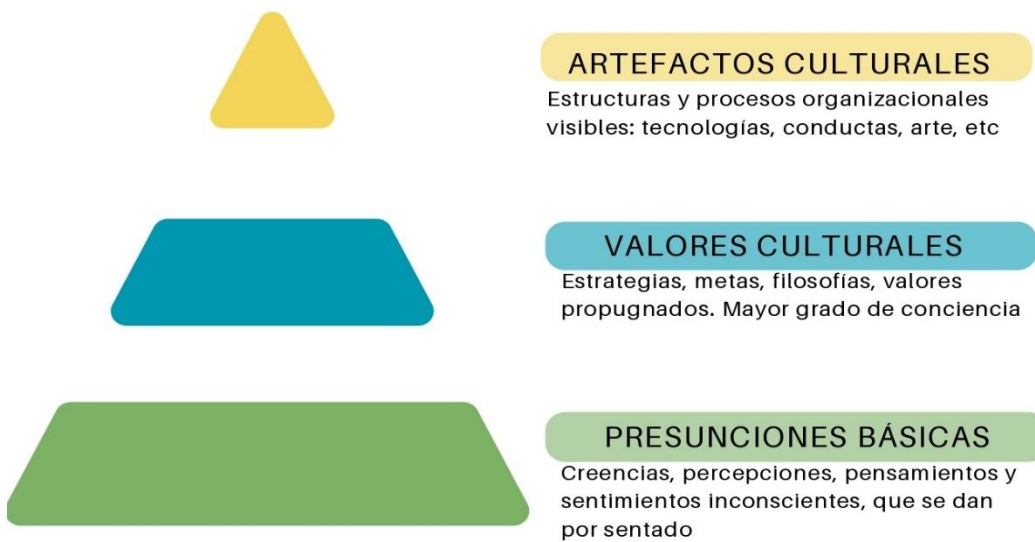 ARTEFACTOS CULTURALES
Estructuras y procesos organizacionales
visibles: tecnologías, conductas, arte, etc
VALORES CULTURALES
Estrategias, metas, filosofías, valores
propugnados. Mayor grado de conciencia
PRESUNCIONES BÁSICAS
Creencias, percepciones, pensamientos y
sentimientos inconscientes, que se dan
por sentado